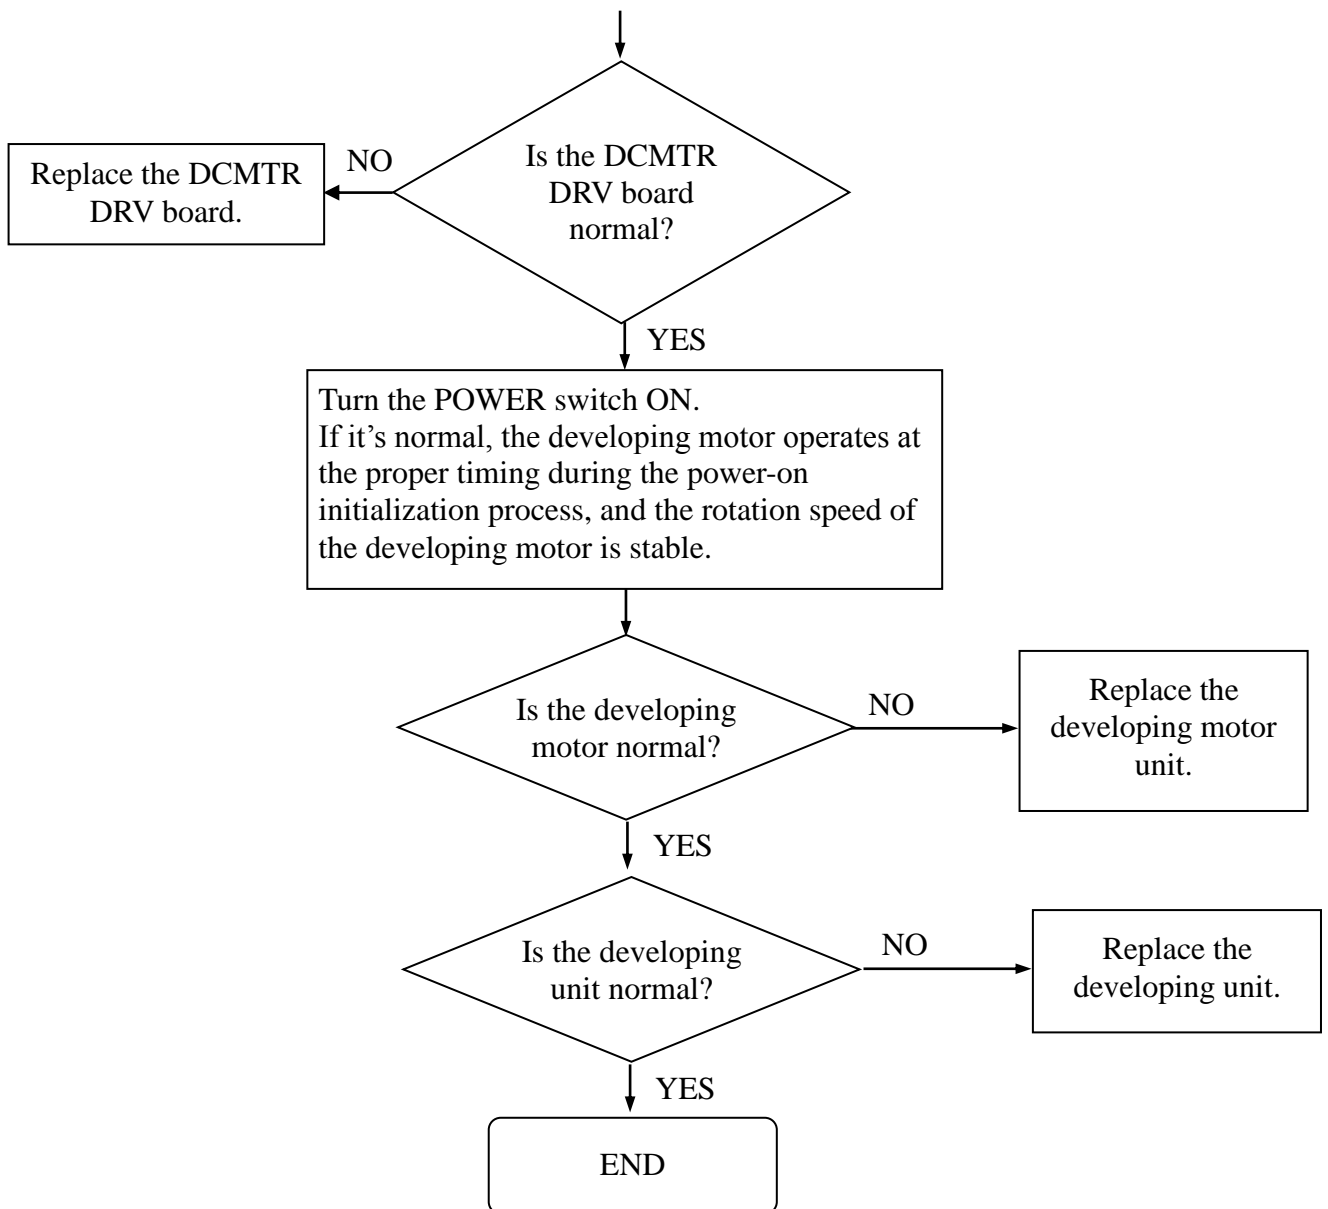 Is the DCMTR
DRV board
normal?
NO
Replace the DCMTR
DRV board.
YES
Turn the POWER switch ON.
If it’s normal, the developing motor operates at
the proper timing during the power-on
initialization process, and the rotation speed of
the developing motor is stable.
Is the developing
motor normal?
NO
Replace the
developing motor
unit.
YES
Is the developing
unit normal?
NO
Replace the
developing unit.
YES
END